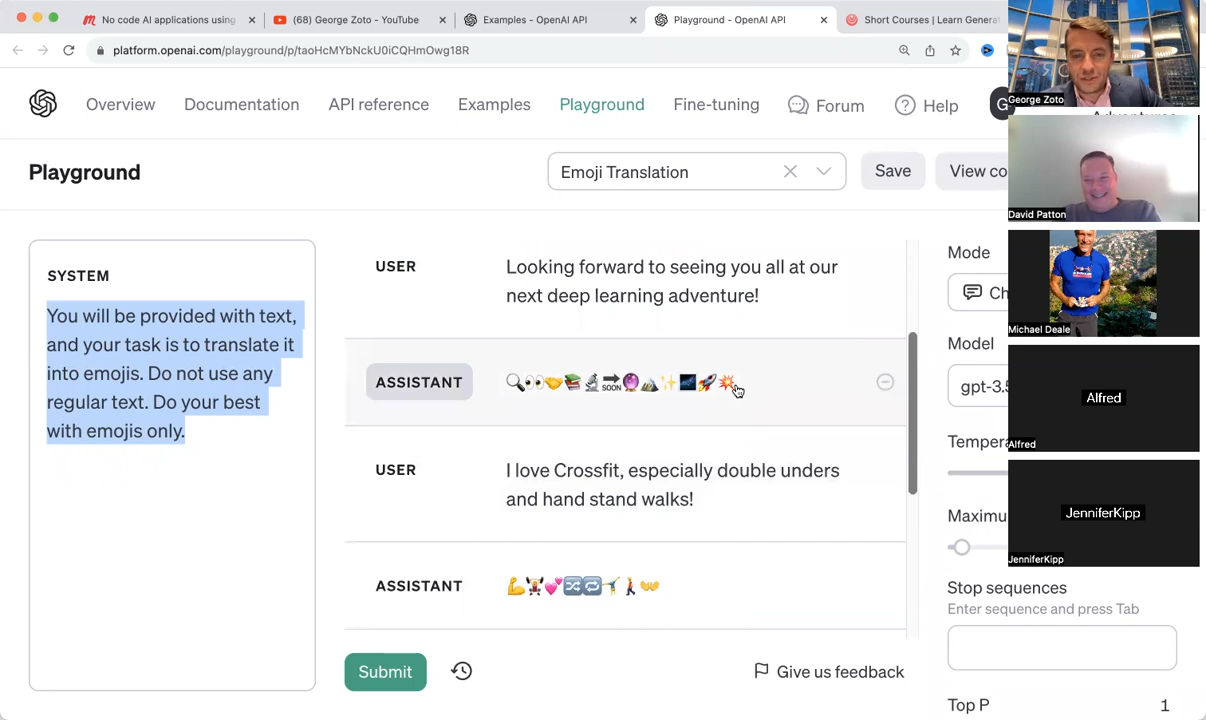 No code AI applications using
(68) George Zoto - YouTube
Examples - OpenAI API
Playground - OpenAI API
Short Courses | Learn Genera
platform.openai.com/playground/p/taoHcMYbNckU0iCQHmOwg18R
Overview
Documentation
API reference
Examples
Playground
Fine-tuning
Forum
Help
G
Playground
Emoji Translation
Save
View co
SYSTEM
You will be provided with text,
and your task is to translate it
into emojis. Do not use any
regular text. Do your best
with emojis only.
USER
Looking forward to seeing you all at our
next deep learning adventure!
ASSISTANT
🔍👀🤝📚🔬🔜🔮🏔️✨🌌🚀💥
USER
I love Crossfit, especially double unders
and hand stand walks!
ASSISTANT
💪🏋️💕🔀🔁🤸🚶👐
Submit
Give us feedback
Mode
Ch
Model
gpt-3.5
Tempera
Maximu
Stop sequences
Enter sequence and press Tab
Top P
1
George Zoto
David Patton
Michael Deale
Alfred
Alfred
JenniferKipp
JenniferKipp